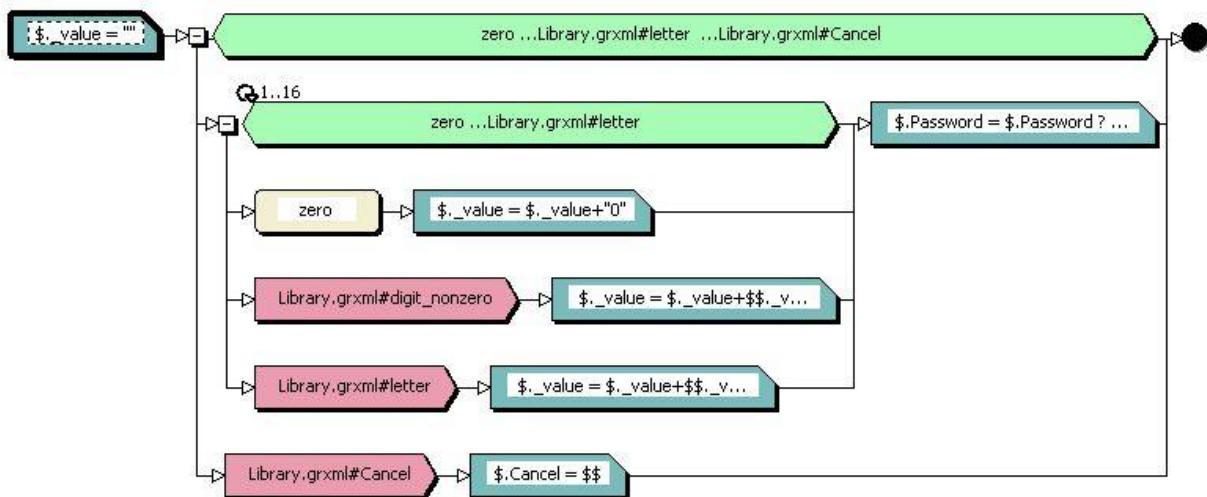 $._value = ""
zero ...Library.grxml#letter ...Library.grxml#Cancel
1..16
zero ...Library.grxml#letter
$.Password = $.Password ? ...
zero
$._value = $._value+"0"
Library.grxml#digit_nonzero
$._value = $._value+$$._v...
Library.grxml#letter
$._value = $._value+$$._v...
Library.grxml#Cancel
$.Cancel = $$